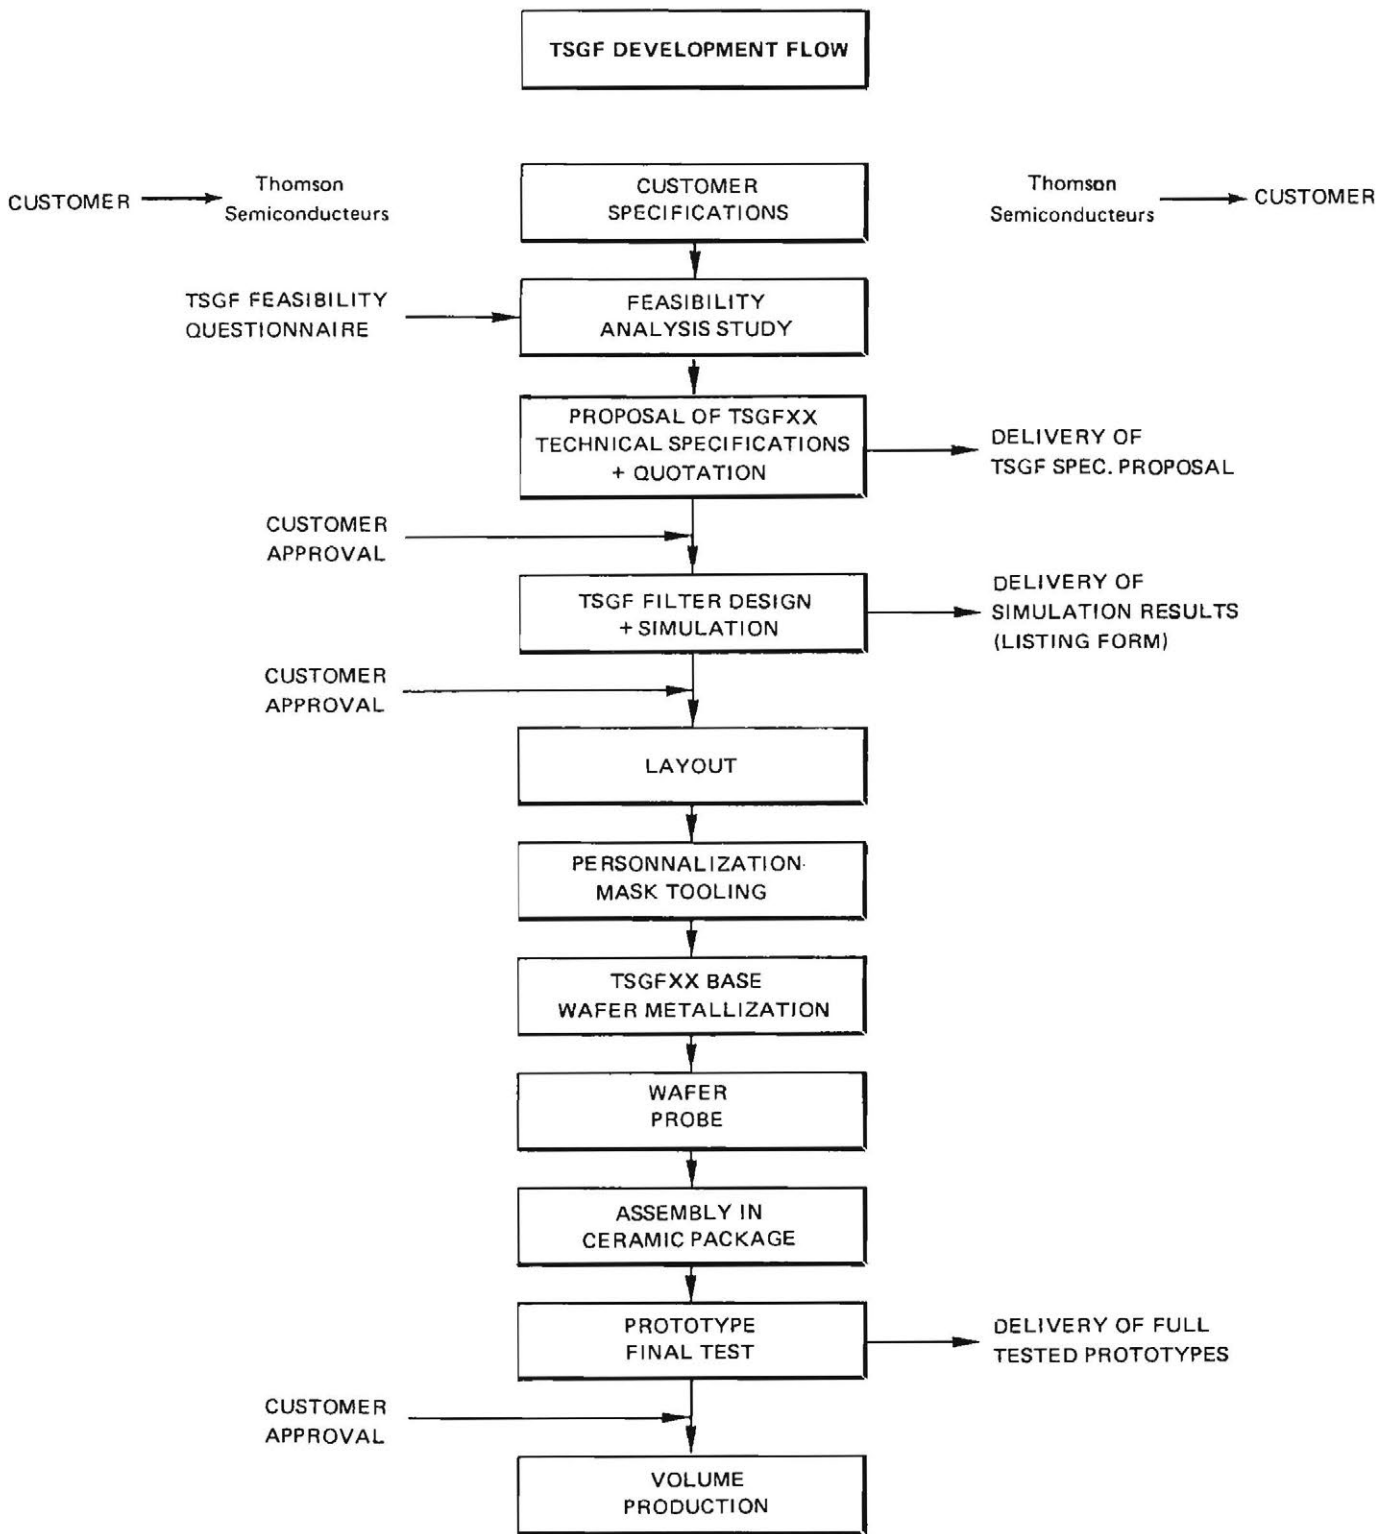 TSGF DEVELOPMENT FLOW
CUSTOMER
Thomson
Semiconducteurs
CUSTOMER
SPECIFICATIONS
Thomson
Semiconducteurs
CUSTOMER
TSGF FEASIBILITY
QUESTIONNAIRE
FEASIBILITY
ANALYSIS STUDY
PROPOSAL OF TSGFXX
TECHNICAL SPECIFICATIONS
+ QUOTATION
DELIVERY OF
TSGF SPEC. PROPOSAL
CUSTOMER
APPROVAL
TSGF FILTER DESIGN
+ SIMULATION
DELIVERY OF
SIMULATION RESULTS
(LISTING FORM)
CUSTOMER
APPROVAL
LAYOUT
PERSONNALIZATION
MASK TOOLING
TSGFXX BASE
WAFER METALLIZATION
WAFER
PROBE
ASSEMBLY IN
CERAMIC PACKAGE
PROTOTYPE
FINAL TEST
DELIVERY OF FULL
TESTED PROTOTYPES
CUSTOMER
APPROVAL
VOLUME
PRODUCTION